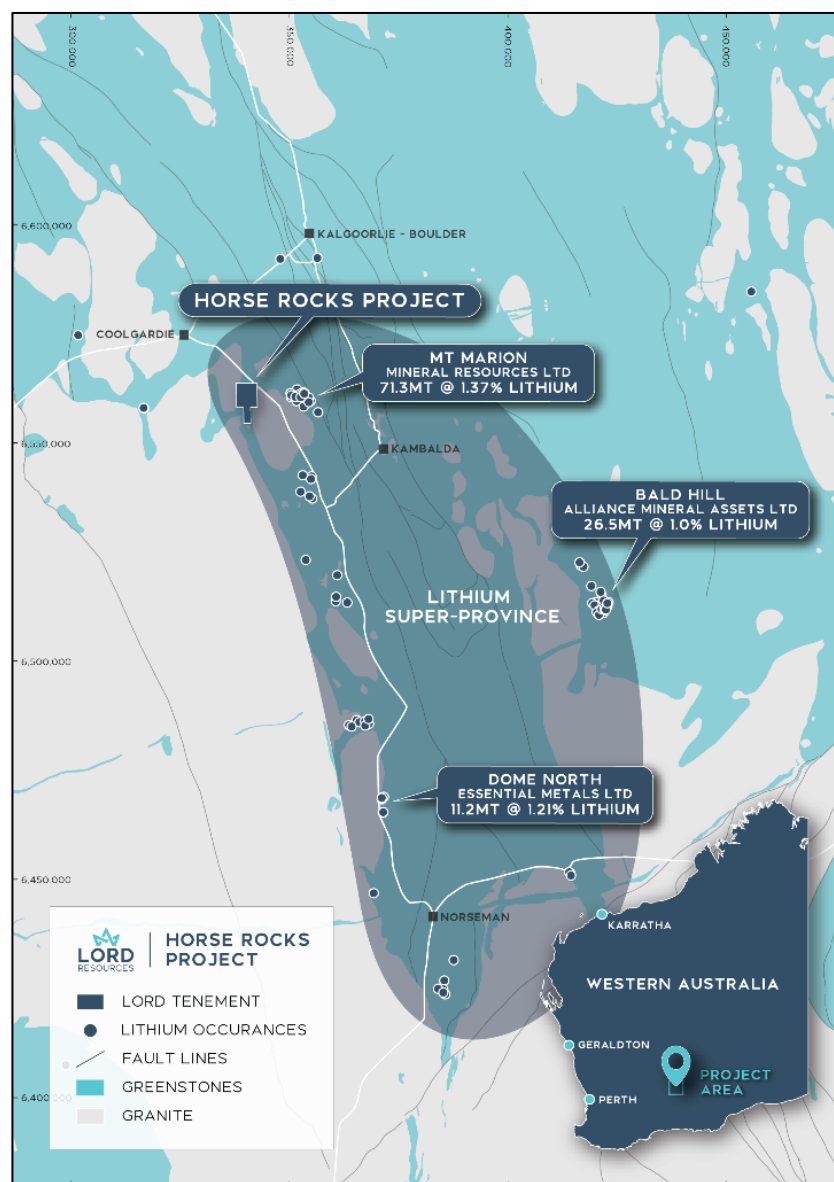 300,000
350,000
400,000
450,000
6,600,000
KALGOORLIE - BOULDER
HORSE ROCKS PROJECT
COOLGARDIE
MT MARION
MINERAL RESOURCES LTD
71.3MT @ 1.37% LITHIUM
6,550,000
KAMBALDA
BALD HILL
ALLIANCE MINERAL ASSETS LTD
26.5MT @ 1.0% LITHIUM
LITHIUM
SUPER-PROVINCE
6,500,000
DOME NORTH
ESSENTIAL METALS LTD
11.2MT @ 1.21% LITHIUM
6,450,000
NORSEMAN
LORD
RESOURCES
HORSE ROCKS
PROJECT
LORD TENEMENT
LITHIUM OCCURANCES
FAULT LINES
GREENSTONES
GRANITE
6,400,000
KARRATHA
WESTERN AUSTRALIA
GERALDTON
PROJECT
AREA
PERTH